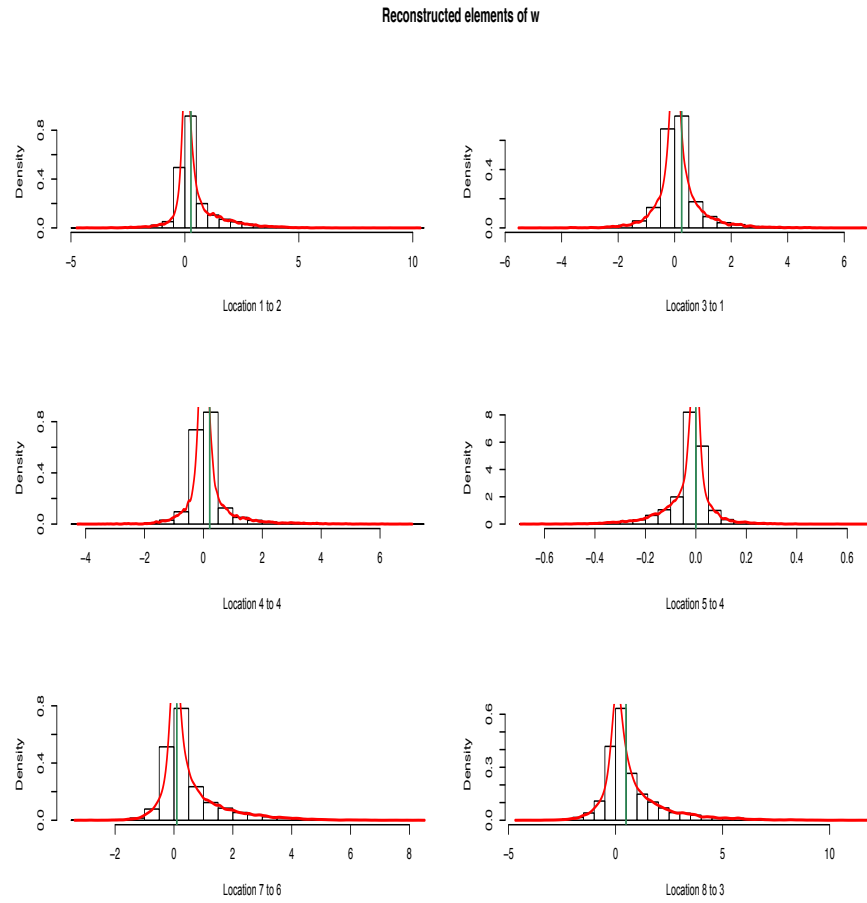 Reconstructed elements of w
Density
0.0 0.4 0.8
−5 0 5 10
Location 1 to 2
Density
0.0 0.4
−6 −4 −2 0 2 4 6
Location 3 to 1
Density
0.0 0.4 0.8
−4 −2 0 2 4 6
Location 4 to 4
Density
0 2 4 6 8
−0.6 −0.4 −0.2 0.0 0.2 0.4 0.6
Location 5 to 4
Density
0.0 0.4 0.8
−2 0 2 4 6 8
Location 7 to 6
Density
0.0 0.3 0.6
−5 0 5 10
Location 8 to 3